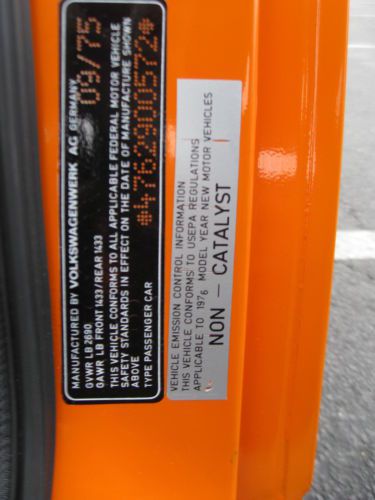 MANUFACTURED BY VOLKSWAGENWERK AG GERMANY
09/75
GVWR LB 2690
GAWR LB FRONT 1433/REAR 1433
THIS VEHICLE CONFORMS TO ALL APPLICABLE FEDERAL MOTOR VEHICLE
SAFETY STANDARDS IN EFFECT ON THE DATE OF MANUFACTURE SHOWN
ABOVE
*4762900572*
TYPE PASSENGER CAR
VEHICLE EMISSION CONTROL INFORMATION
THIS VEHICLE CONFORMS TO USEPA REGULATIONS
APPLICABLE TO 1976 MODEL YEAR NEW MOTOR VEHICLES
NON - CATALYST